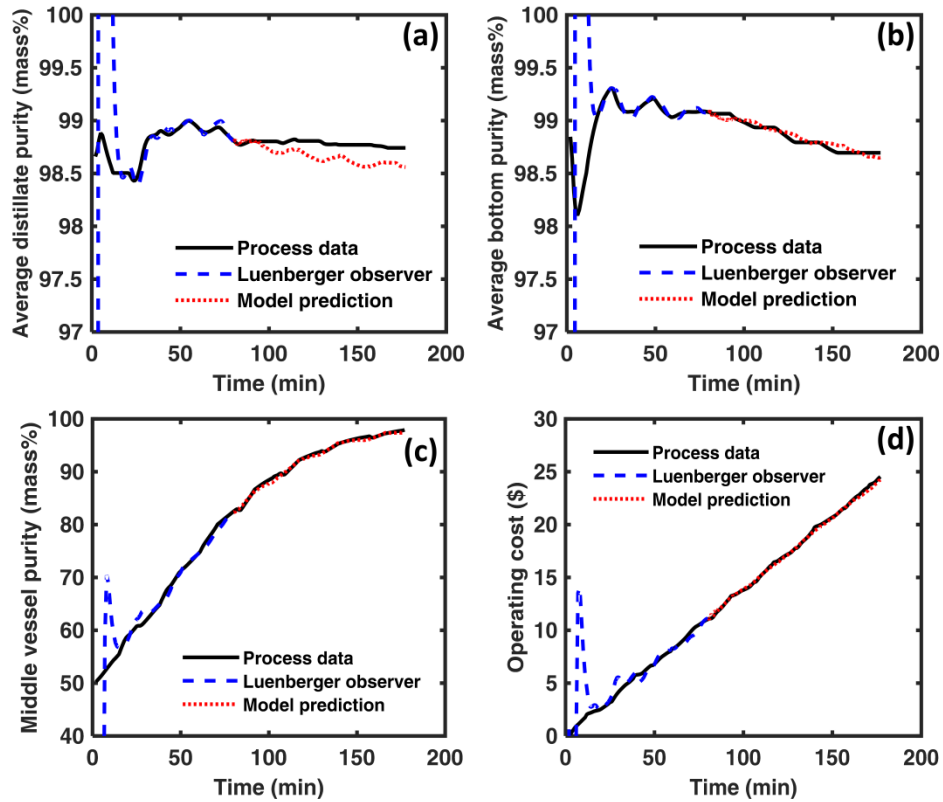 (a)
Average distillate purity (mass%)
100
99.5
99
98.5
98
97.5
97
Process data
Luenberger observer
Model prediction
0 50 100 150 200
Time (min)
(b)
Average bottom purity (mass%)
100
99.5
99
98.5
98
97.5
97
Process data
Luenberger observer
Model prediction
0 50 100 150 200
Time (min)
(c)
Middle vessel purity (mass%)
100
90
80
70
60
50
40
Process data
Luenberger observer
Model prediction
0 50 100 150 200
Time (min)
(d)
Operating cost ($)
30
25
20
15
10
5
0
Process data
Luenberger observer
Model prediction
0 50 100 150 200
Time (min)